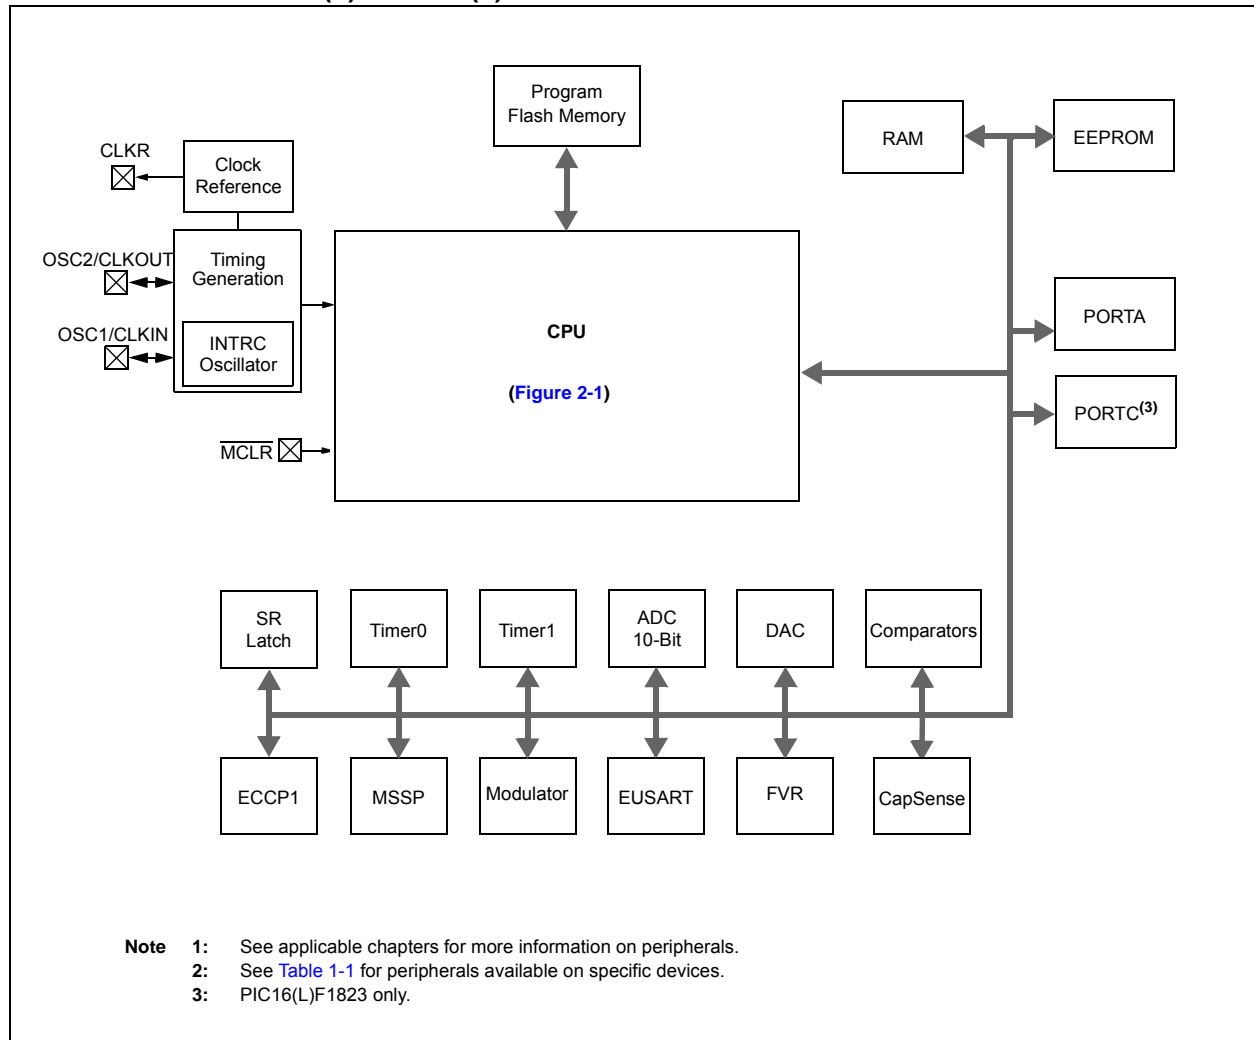 Program
Flash Memory
RAM
EEPROM
CLKR
Clock
Reference
OSC2/CLKOUT
Timing
Generation
OSC1/CLKIN
INTRC
Oscillator
MCLR
CPU
(Figure 2-1)
PORTA
PORTC(3)
SR
Latch
Timer0
Timer1
ADC
10-Bit
DAC
Comparators
ECCP1
MSSP
Modulator
EUSART
FVR
CapSense
Note 1: See applicable chapters for more information on peripherals.
2: See Table 1-1 for peripherals available on specific devices.
3: PIC16(L)F1823 only.